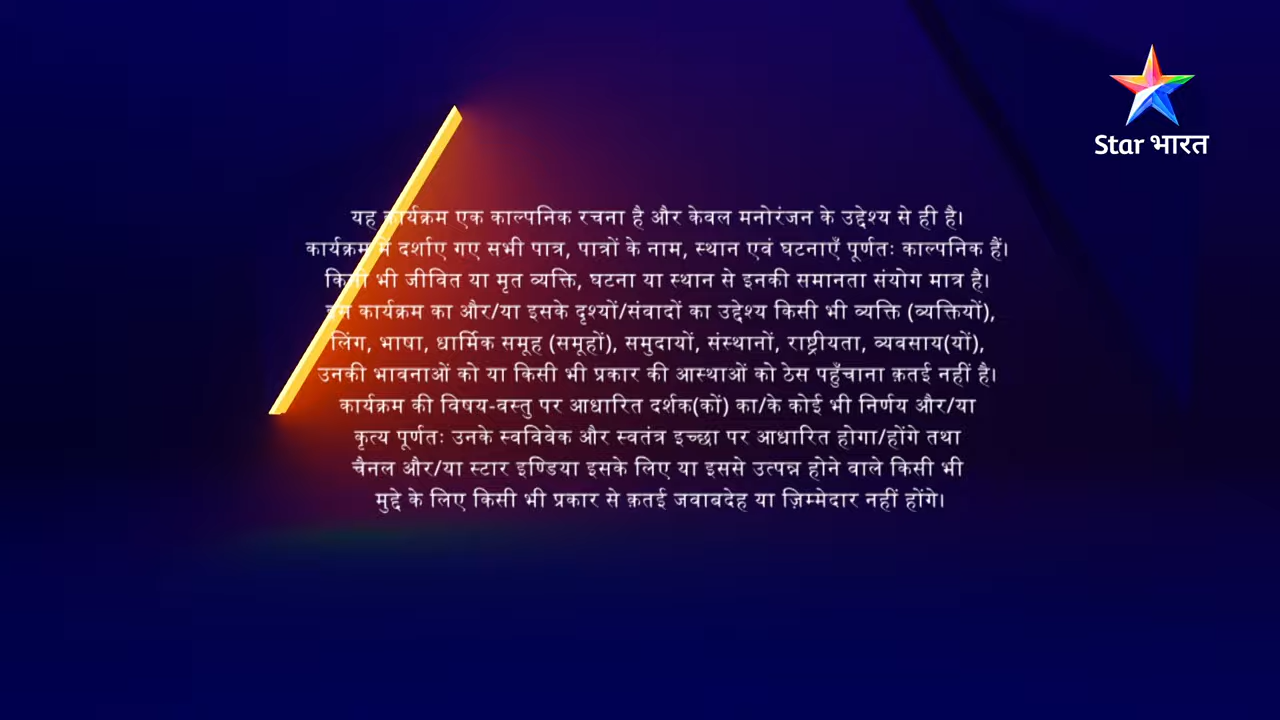 Star भारत
यह कार्यक्रम एक काल्पनिक रचना है और केवल मनोरंजन के उद्देश्य से ही है।
कार्यक्रम में दर्शाए गए सभी पात्र, पात्रों के नाम, स्थान एवं घटनाएँ पूर्णतः काल्पनिक हैं।
किसी भी जीवित या मृत व्यक्ति, घटना या स्थान से इनकी समानता संयोग मात्र है।
इस कार्यक्रम का और/या इसके दृश्यों/संवादों का उद्देश्य किसी भी व्यक्ति (व्यक्तियों),
लिंग, भाषा, धार्मिक समूह (समूहों), समुदायों, संस्थानों, राष्ट्रीयता, व्यवसाय(यों),
उनकी भावनाओं को या किसी भी प्रकार की आस्थाओं को ठेस पहुँचाना क़तई नहीं है।
कार्यक्रम की विषय-वस्तु पर आधारित दर्शक(कों) का/के कोई भी निर्णय और/या
कृत्य पूर्णतः उनके स्वविवेक और स्वतंत्र इच्छा पर आधारित होगा/होंगे तथा
चैनल और/या स्टार इण्डिया इसके लिए या इससे उत्पन्न होने वाले किसी भी
मुद्दे के लिए किसी भी प्रकार से क़तई जवाबदेह या ज़िम्मेदार नहीं होंगे।